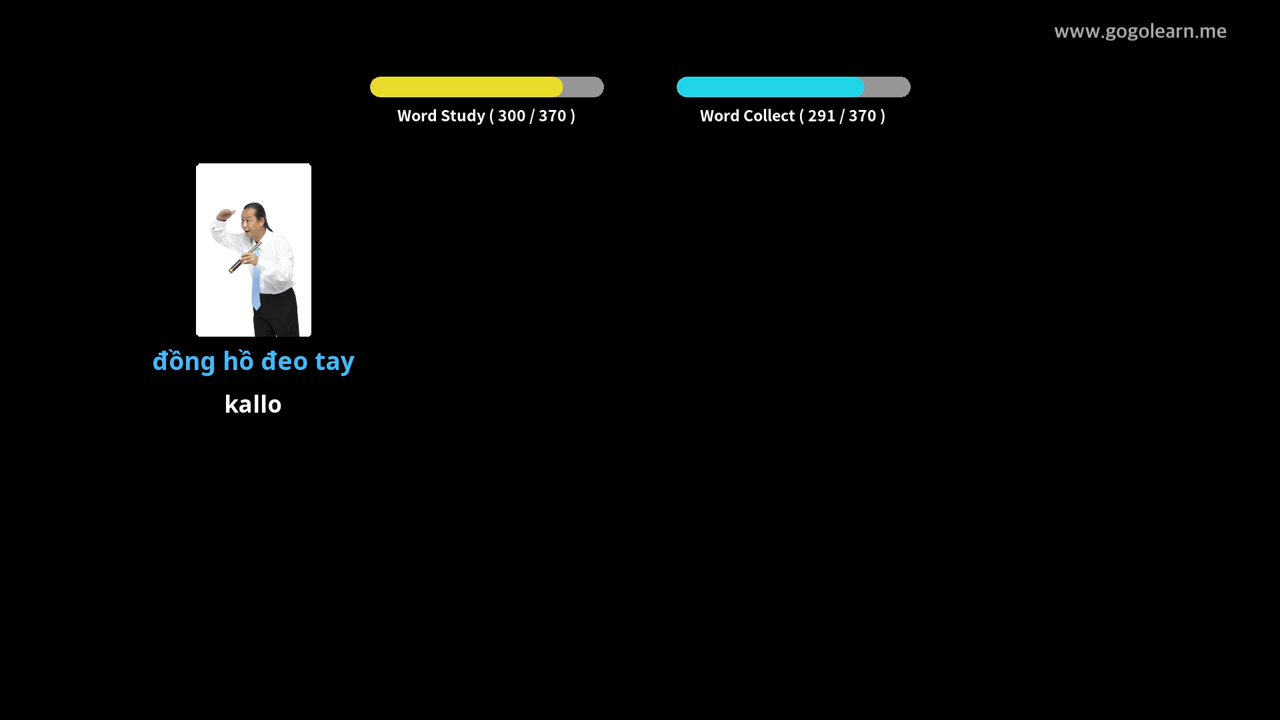 www.gogolearn.me
Word Study ( 300 / 370 )
Word Collect ( 291 / 370 )
đồng hồ đeo tay
kallo